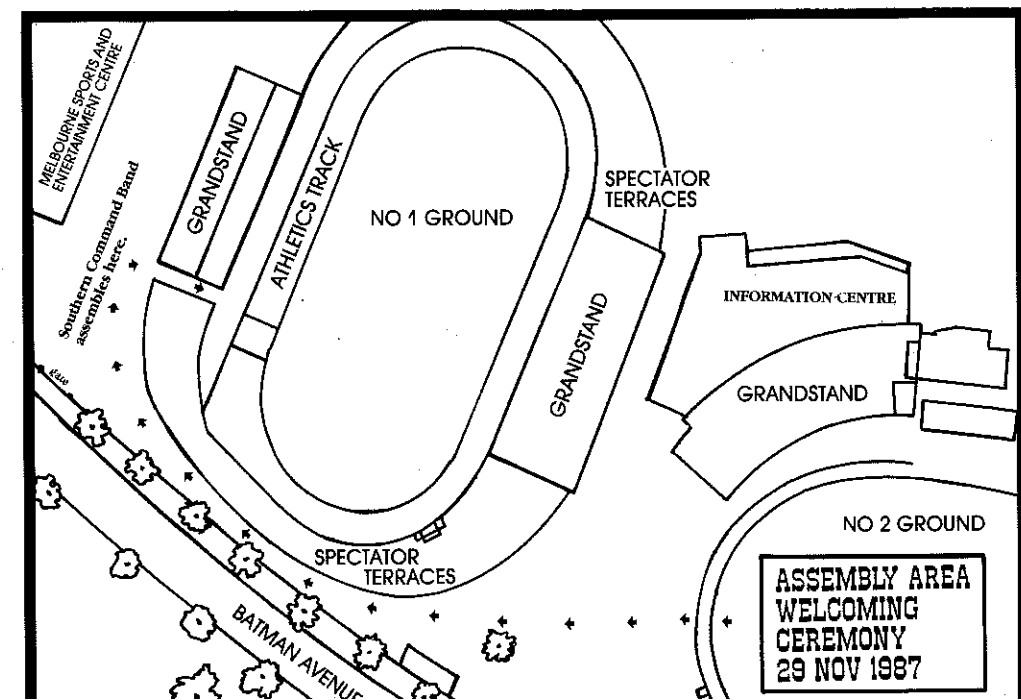 MELBOURNE SPORTS AND
ENTERTAINMENT CENTRE
Southern Command Band
assembles here.
gate
GRANDSTAND
ATHLETICS TRACK
NO 1 GROUND
SPECTATOR
TERRACES
GRANDSTAND
INFORMATION CENTRE
GRANDSTAND
NO 2 GROUND
SPECTATOR
TERRACES
BATMAN AVENUE
ASSEMBLY AREA
WELCOMING
CEREMONY
29 NOV 1987